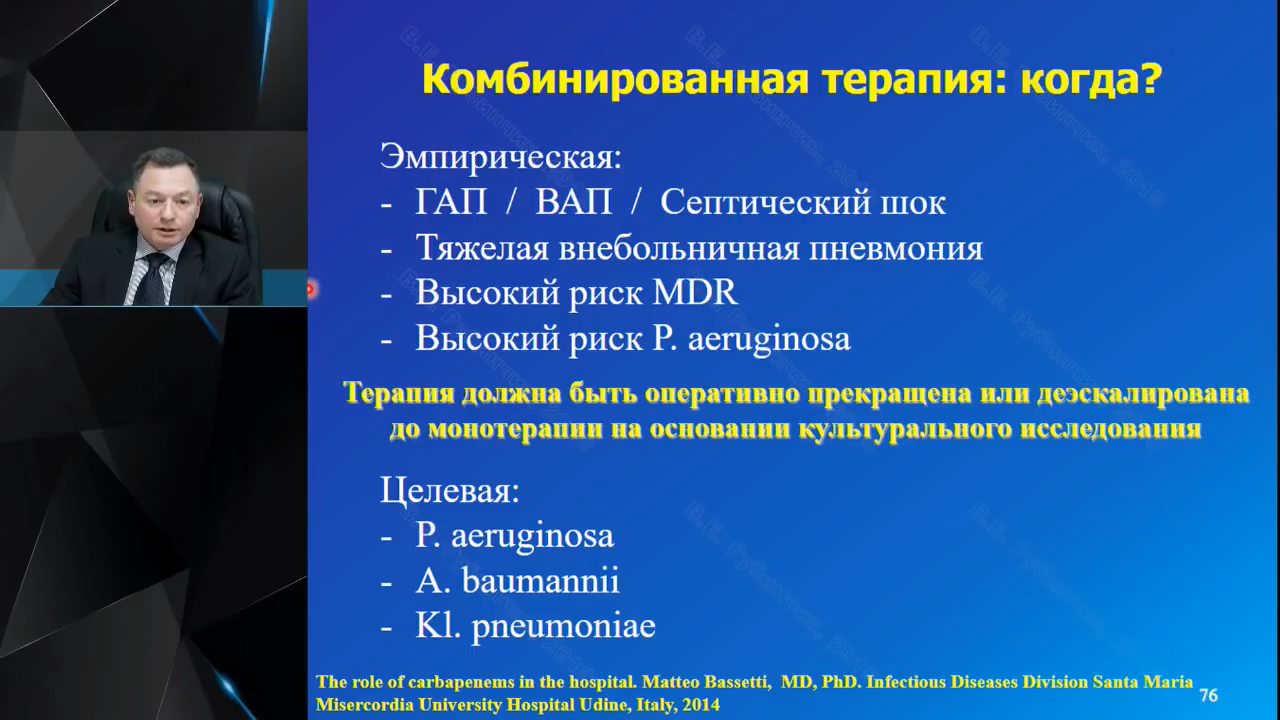 Комбинированная терапия: когда?
Эмпирическая:
- ГАП / ВАП / Септический шок
- Тяжелая внебольничная пневмония
- Высокий риск MDR
- Высокий риск P. aeruginosa
Терапия должна быть оперативно прекращена или деэскалирована
до монотерапии на основании культурального исследования
Целевая:
- P. aeruginosa
- A. baumannii
- Kl. pneumoniae
The role of carbapenems in the hospital. Matteo Bassetti, MD, PhD. Infectious Diseases Division Santa Maria
Misercordia University Hospital Udine, Italy, 2014
76